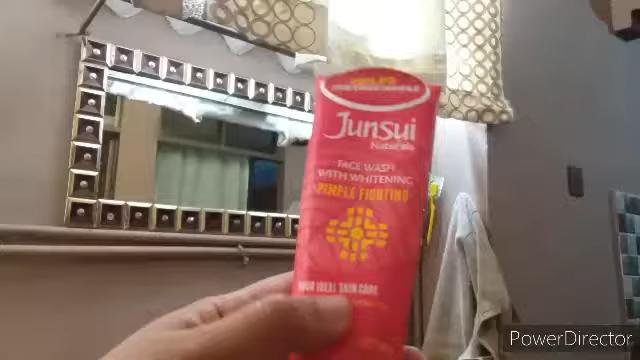 Junsui
Naturals
FACE WASH
WITH WHITENING
PIMPLE FIGHTING
YOUR IDEAL SKIN CARE
PowerDirector